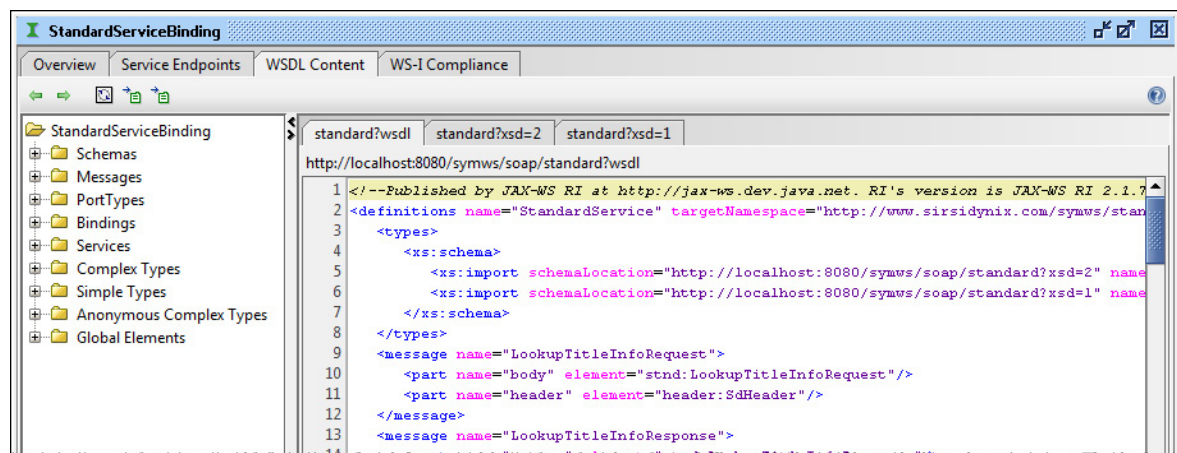 StandardServiceBinding
Overview Service Endpoints WSDL Content WS-I Compliance
StandardServiceBinding
Schemas
Messages
PortTypes
Bindings
Services
Complex Types
Simple Types
Anonymous Complex Types
Global Elements
standard?wsdl standard?xsd=2 standard?xsd=1
http://localhost:8080/symws/soap/standard?wsdl
1 <!--Published by JAX-WS RI at http://jax-ws.dev.java.net. RI's version is JAX-WS RI 2.1.7
2 <definitions name="StandardService" targetNamespace="http://www.sirsidynix.com/symws/stan
3 <types>
4 <xs:schema>
5 <xs:import schemaLocation="http://localhost:8080/symws/soap/standard?xsd=2" name
6 <xs:import schemaLocation="http://localhost:8080/symws/soap/standard?xsd=1" name
7 </xs:schema>
8 </types>
9 <message name="LookupTitleInfoRequest">
10 <part name="body" element="stnd:LookupTitleInfoRequest"/>
11 <part name="header" element="header:SdHeader"/>
12 </message>
13 <message name="LookupTitleInfoResponse">